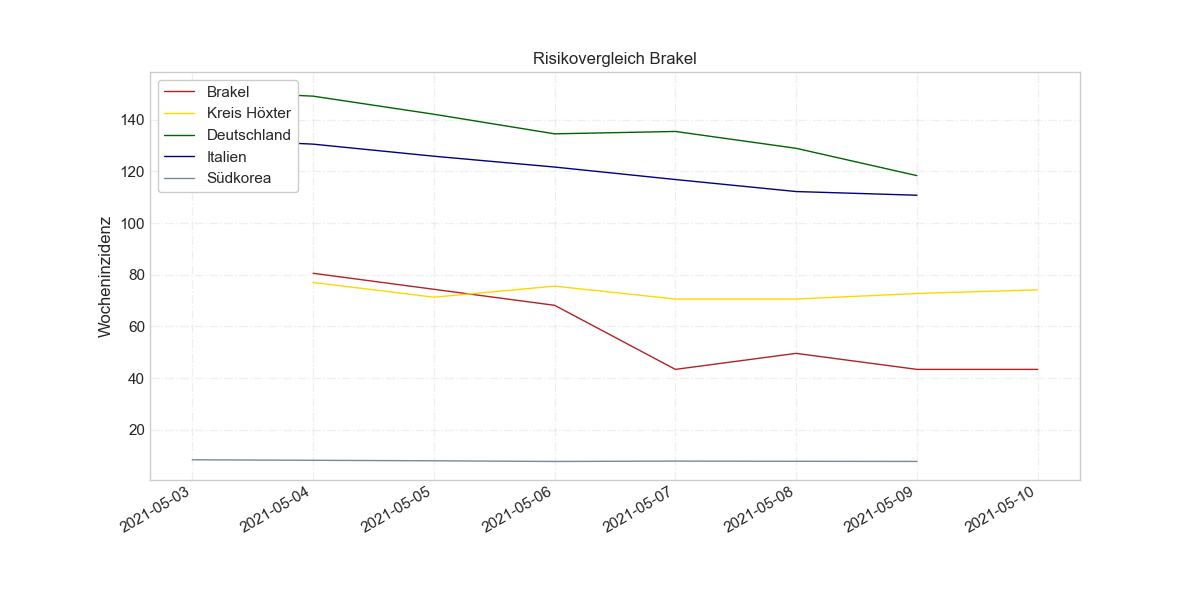 Risikovergleich Brakel
Brakel
Kreis Höxter
Deutschland
Italien
Südkorea
Wocheninzidenz
140
120
100
80
60
40
20
2021-05-03
2021-05-04
2021-05-05
2021-05-06
2021-05-07
2021-05-08
2021-05-09
2021-05-10